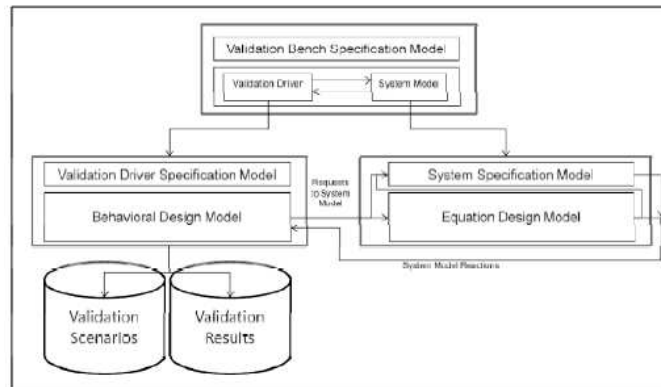 Validation Bench Specification Model
Validation Driver
System Model
Validation Driver Specification Model
Behavioral Design Model
Requests
to System
Model
System Specification Model
Equation Design Model
System Model Reactions
Validation
Scenarios
Validation
Results